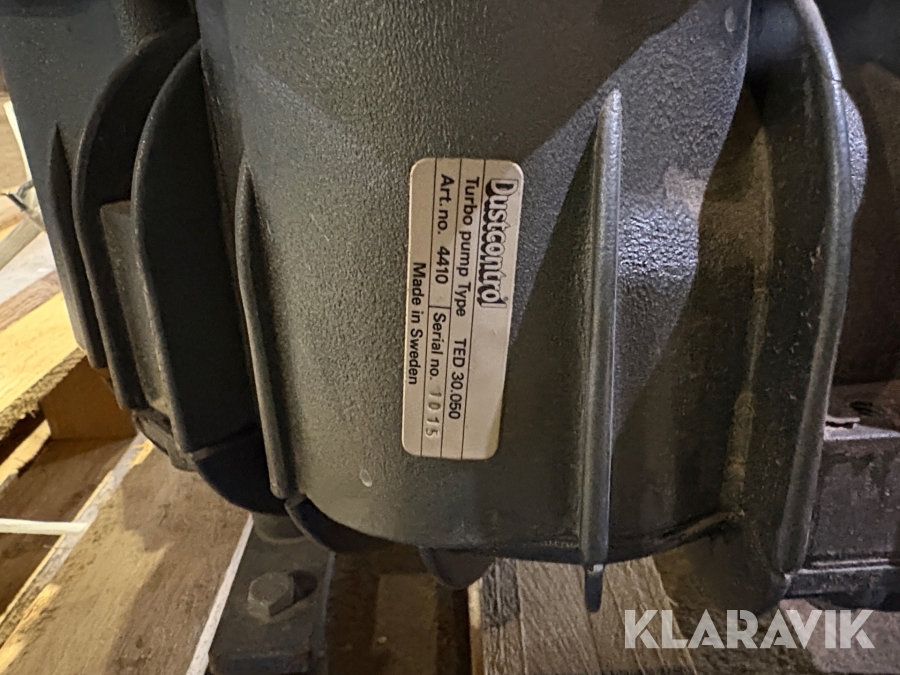 Dustcontrol
Turbo pump Type TED 30.050
Art.no. 4410 Serial no. 1015
Made in Sweden
KLARAVIK